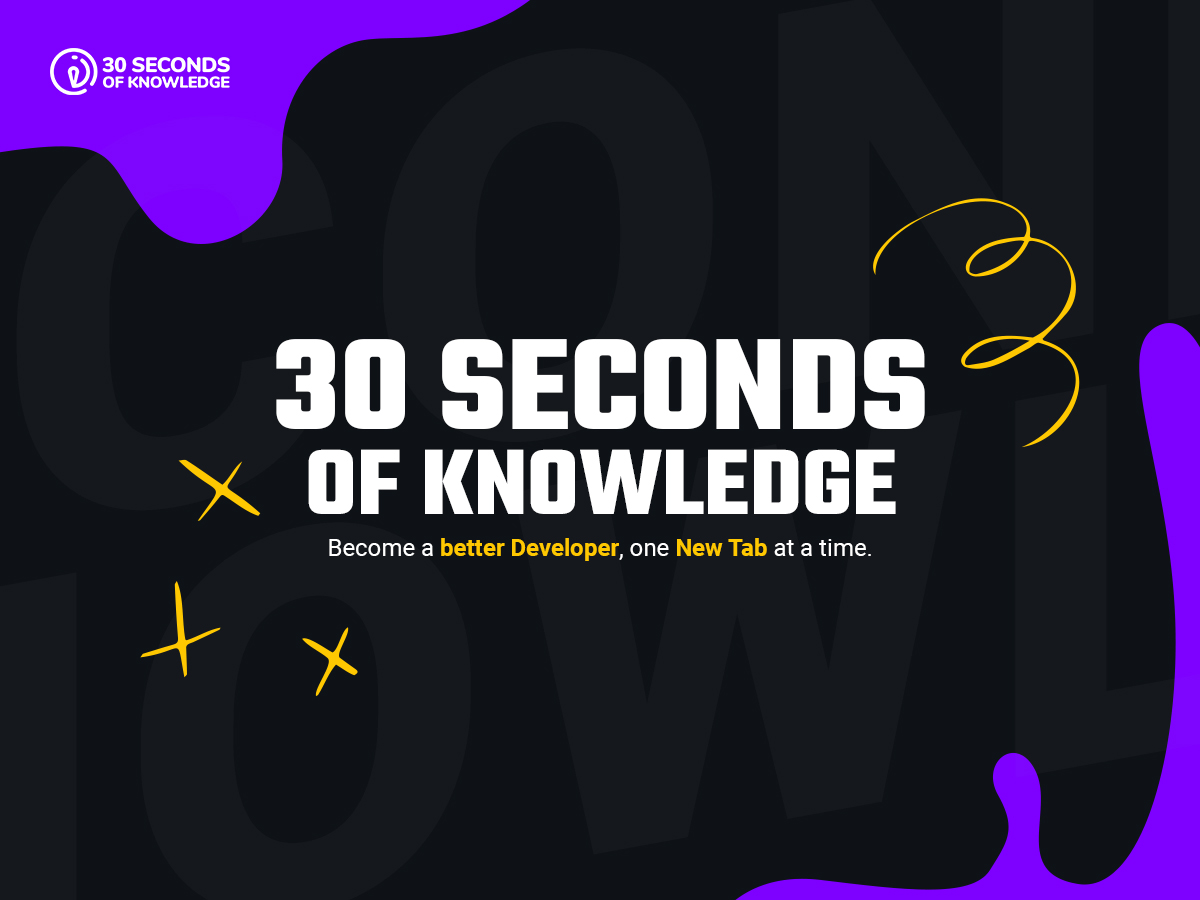 30 SECONDS
OF KNOWLEDGE
30 SECONDS
OF KNOWLEDGE
Become a better Developer, one New Tab at a time.